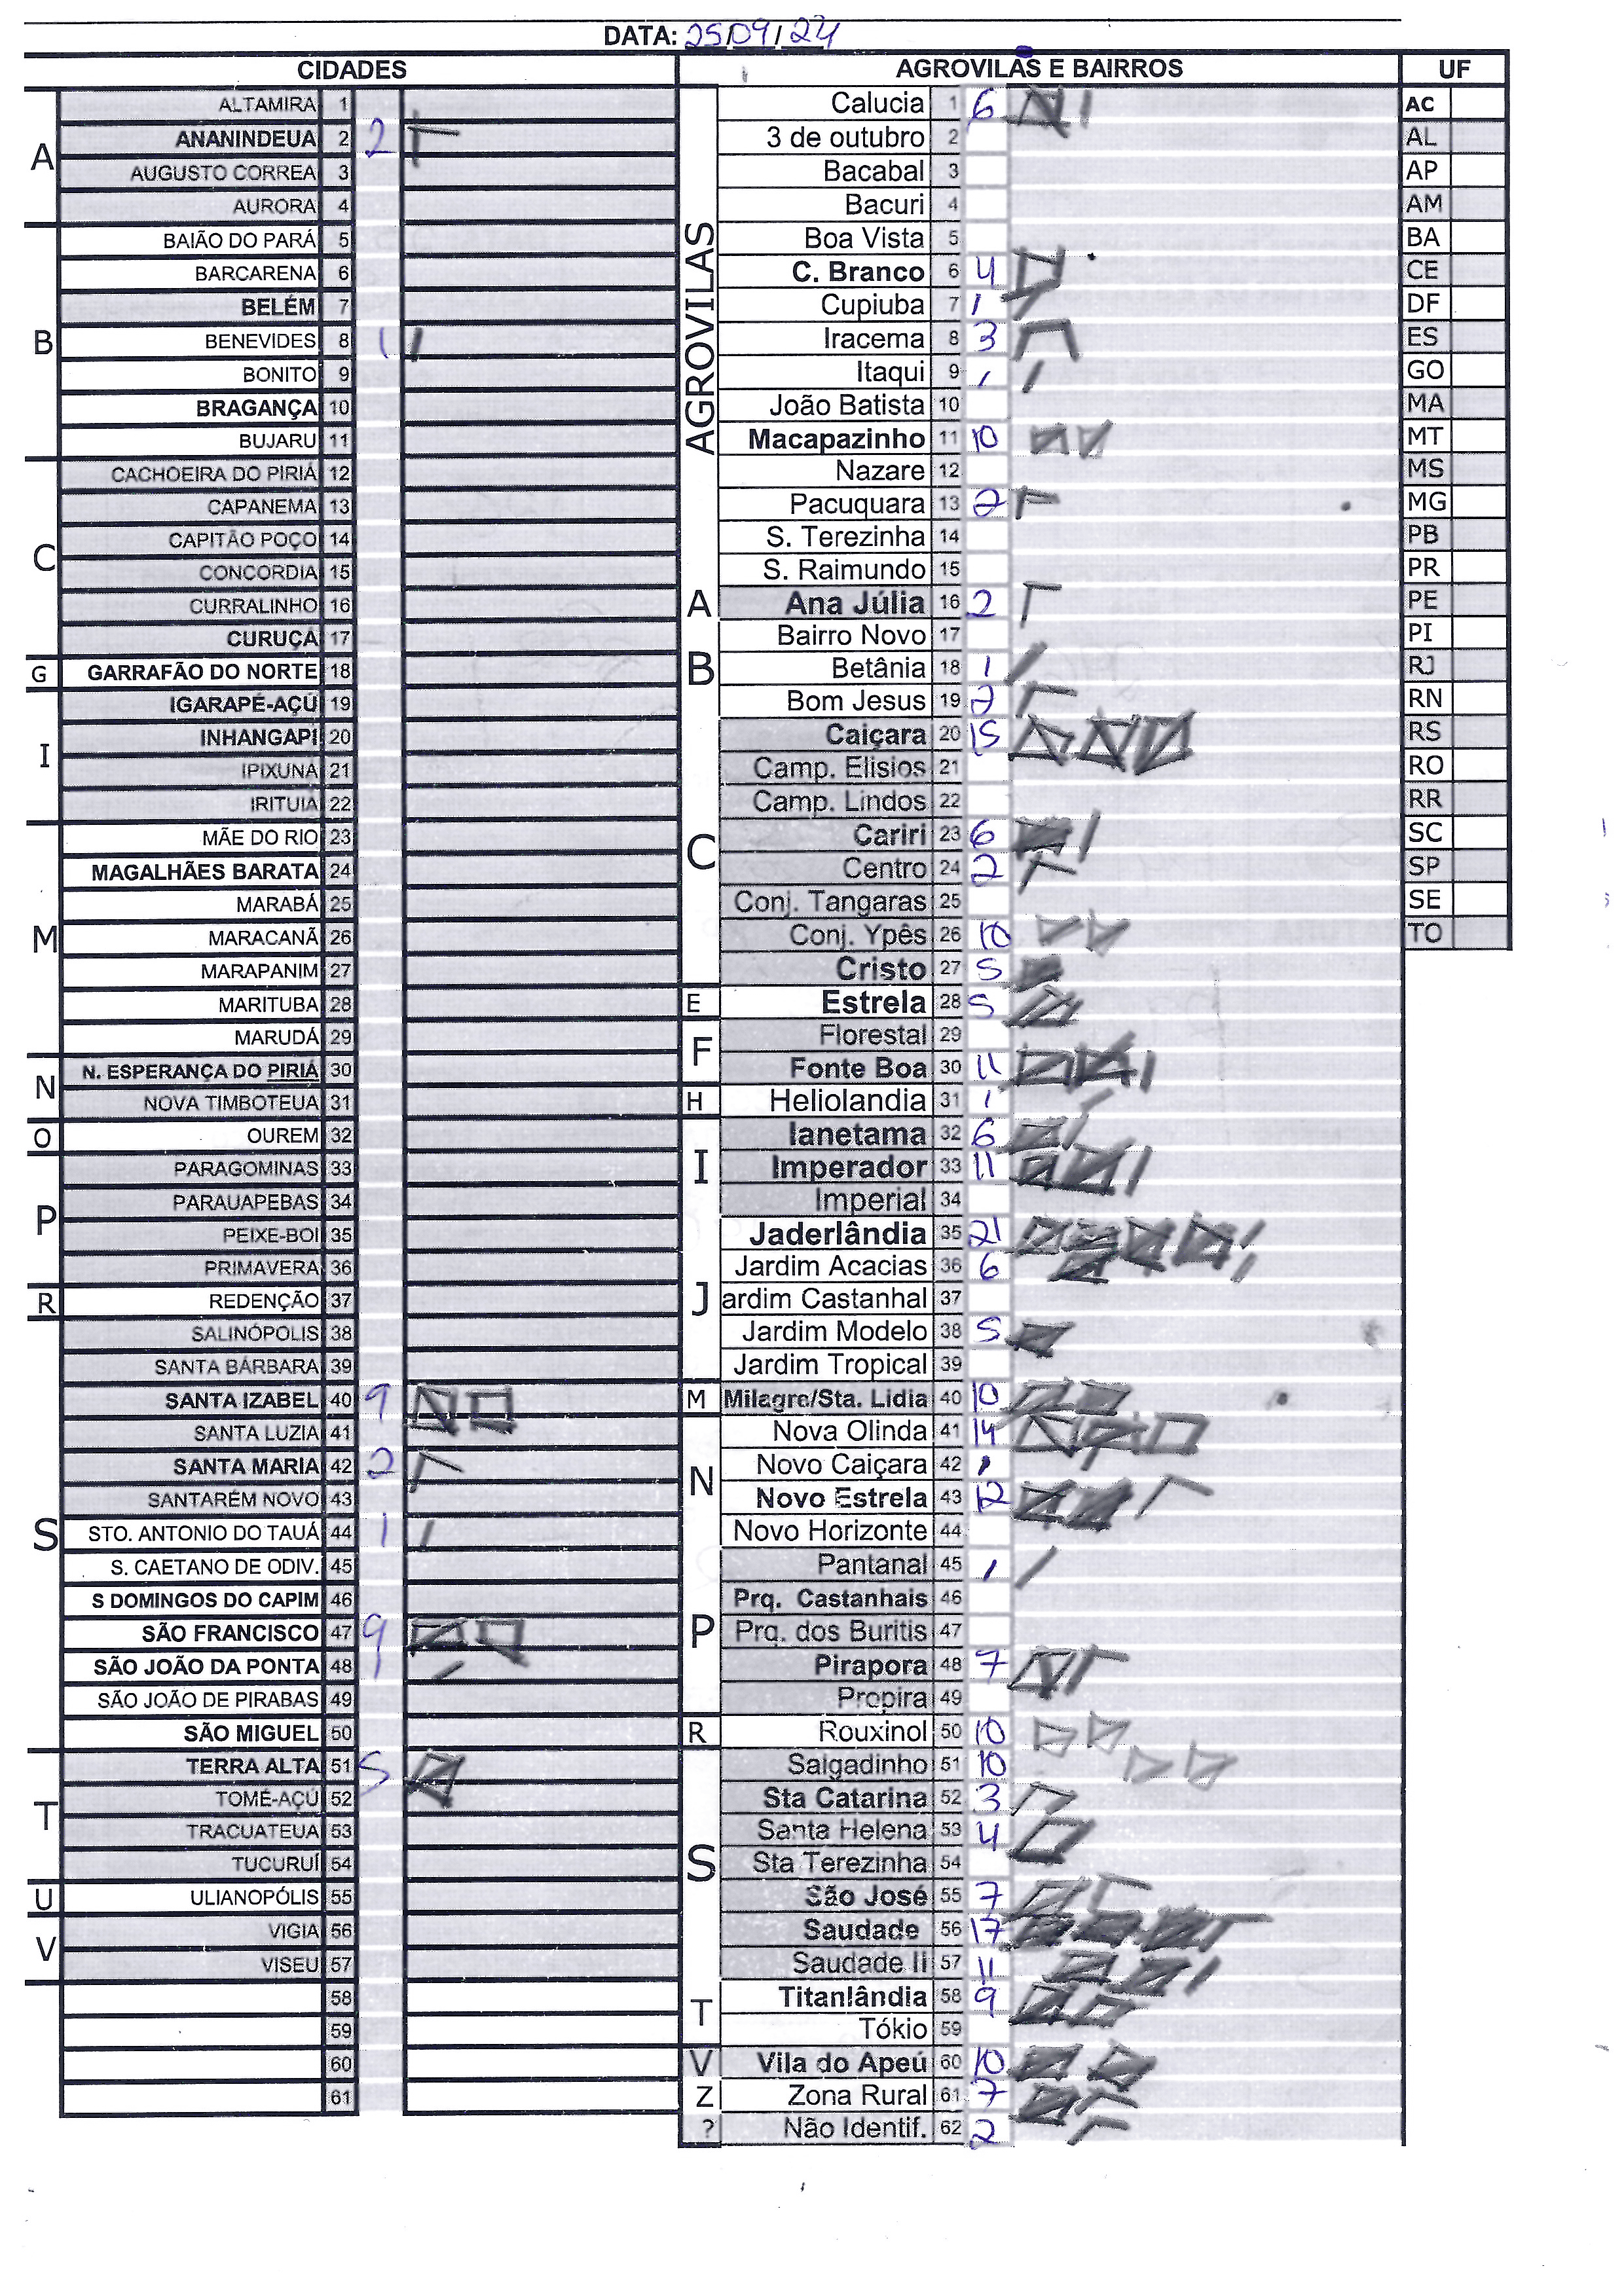 DATA: 25/09/24
CIDADES
A
ALTAMIRA 1
ANANINDEUA 2 2
AUGUSTO CORREA 3
AURORA 4
B
BAIÃO DO PARÁ 5
BARCARENA 6
BELÉM 7
BENEVIDES 8 1
BONITO 9
BRAGANÇA 10
BUJARU 11
C
CACHOEIRA DO PIRIÁ 12
CAPANEMA 13
CAPITÃO POÇO 14
CONCORDIA 15
CURRALINHO 16
CURUÇA 17
G
GARRAFÃO DO NORTE 18
I
IGARAPÉ-AÇÚ 19
INHANGAPI 20
IPIXUNA 21
IRITUIA 22
M
MÃE DO RIO 23
MAGALHÃES BARATA 24
MARABÁ 25
MARACANÃ 26
MARAPANIM 27
MARITUBA 28
MARUDÁ 29
N
N. ESPERANÇA DO PIRIÁ 30
NOVA TIMBOTEUA 31
O
OUREM 32
P
PARAGOMINAS 33
PARAUAPEBAS 34
PEIXE-BOI 35
PRIMAVERA 36
R
REDENÇÃO 37
S
SALINÓPOLIS 38
SANTA BÁRBARA 39
SANTA IZABEL 40 9
SANTA LUZIA 41
SANTA MARIA 42 2
SANTARÉM NOVO 43
STO. ANTONIO DO TAUÁ 44 1
S. CAETANO DE ODIV. 45
S DOMINGOS DO CAPIM 46
SÃO FRANCISCO 47 9
SÃO JOÃO DA PONTA 48 1
SÃO JOÃO DE PIRABAS 49
SÃO MIGUEL 50
T
TERRA ALTA 51 5
TOMÉ-AÇÚ 52
TRACUATEUA 53
TUCURUÍ 54
U
ULIANOPÓLIS 55
V
VIGIA 56
VISEU 57
58
59
60
61
AGROVILAS E BAIRROS
AGROVILAS
Calucia 1 6
3 de outubro 2
Bacabal 3
Bacuri 4
Boa Vista 5
C. Branco 6 4
Cupiuba 7 1
Iracema 8 3
Itaqui 9 1
João Batista 10
Macapazinho 11 10
Nazare 12
Pacuquara 13 2
S. Terezinha 14
S. Raimundo 15
A
Ana Júlia 16 2
B
Bairro Novo 17
Betânia 18 1
Bom Jesus 19 2
C
Caiçara 20 15
Camp. Elisios 21
Camp. Lindos 22
Cariri 23 6
Centro 24 2
Conj. Tangaras 25
Conj. Ypês 26 10
Cristo 27 5
E
Estrela 28 5
F
Florestal 29
Fonte Boa 30 11
H
Heliolandia 31 1
I
Ianetama 32 6
Imperador 33 11
Imperial 34
J
Jaderlândia 35 21
Jardim Acacias 36 6
ardim Castanhal 37
Jardim Modelo 38 5
Jardim Tropical 39
M
Milagre/Sta. Lidia 40 10
N
Nova Olinda 41 14
Novo Caiçara 42 1
Novo Estrela 43 12
Novo Horizonte 44
P
Pantanal 45 1
Prq. Castanhais 46
Prq. dos Buritis 47
Pirapora 48 7
Propira 49
R
Rouxinol 50 10
S
Salgadinho 51 10
Sta Catarina 52 3
Santa Helena 53 4
Sta Terezinha 54
São José 55 7
Saudade 56 17
Saudade II 57 11
T
Titanlândia 58 9
Tókio 59
V
Vila do Apeú 60 10
Z
Zona Rural 61 7
?
Não Identif. 62 2
UF
AC
AL
AP
AM
BA
CE
DF
ES
GO
MA
MT
MS
MG
PB
PR
PE
PI
RJ
RN
RS
RO
RR
SC
SP
SE
TO